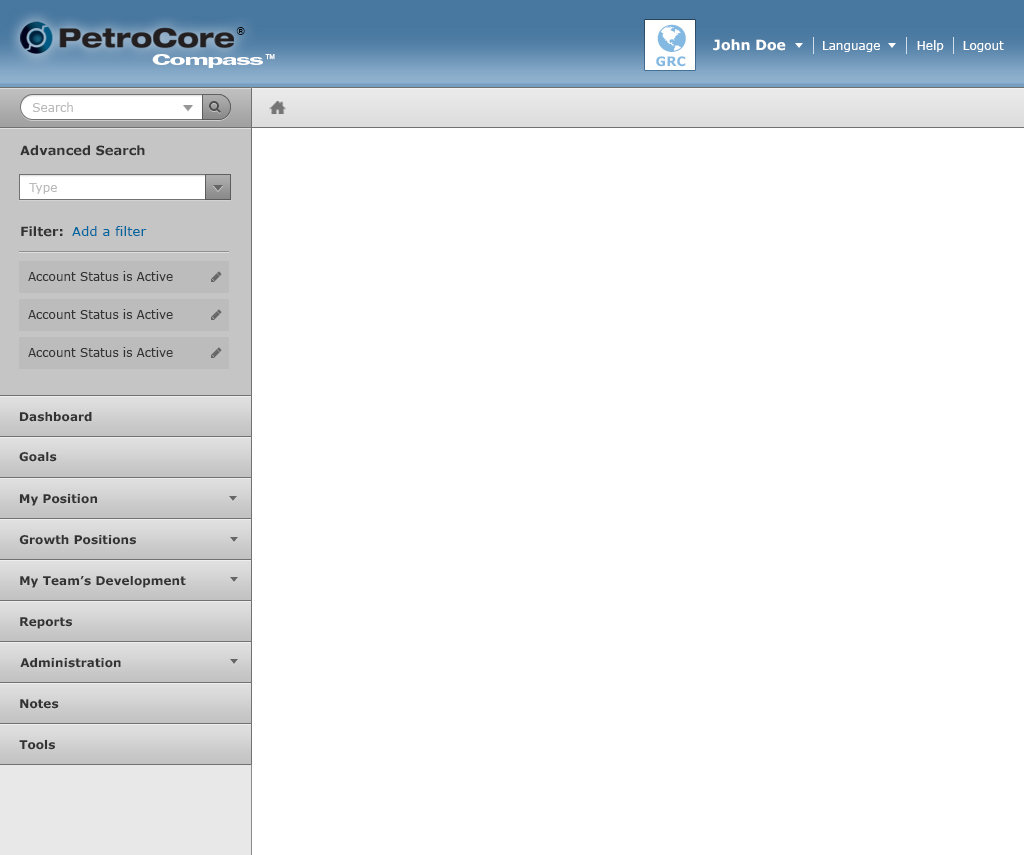 PetroCore®
Compass™
GRC
John Doe
Language
Help
Logout
Search
Advanced Search
Type
Filter: Add a filter
Account Status is Active
Account Status is Active
Account Status is Active
Dashboard
Goals
My Position
Growth Positions
My Team’s Development
Reports
Administration
Notes
Tools